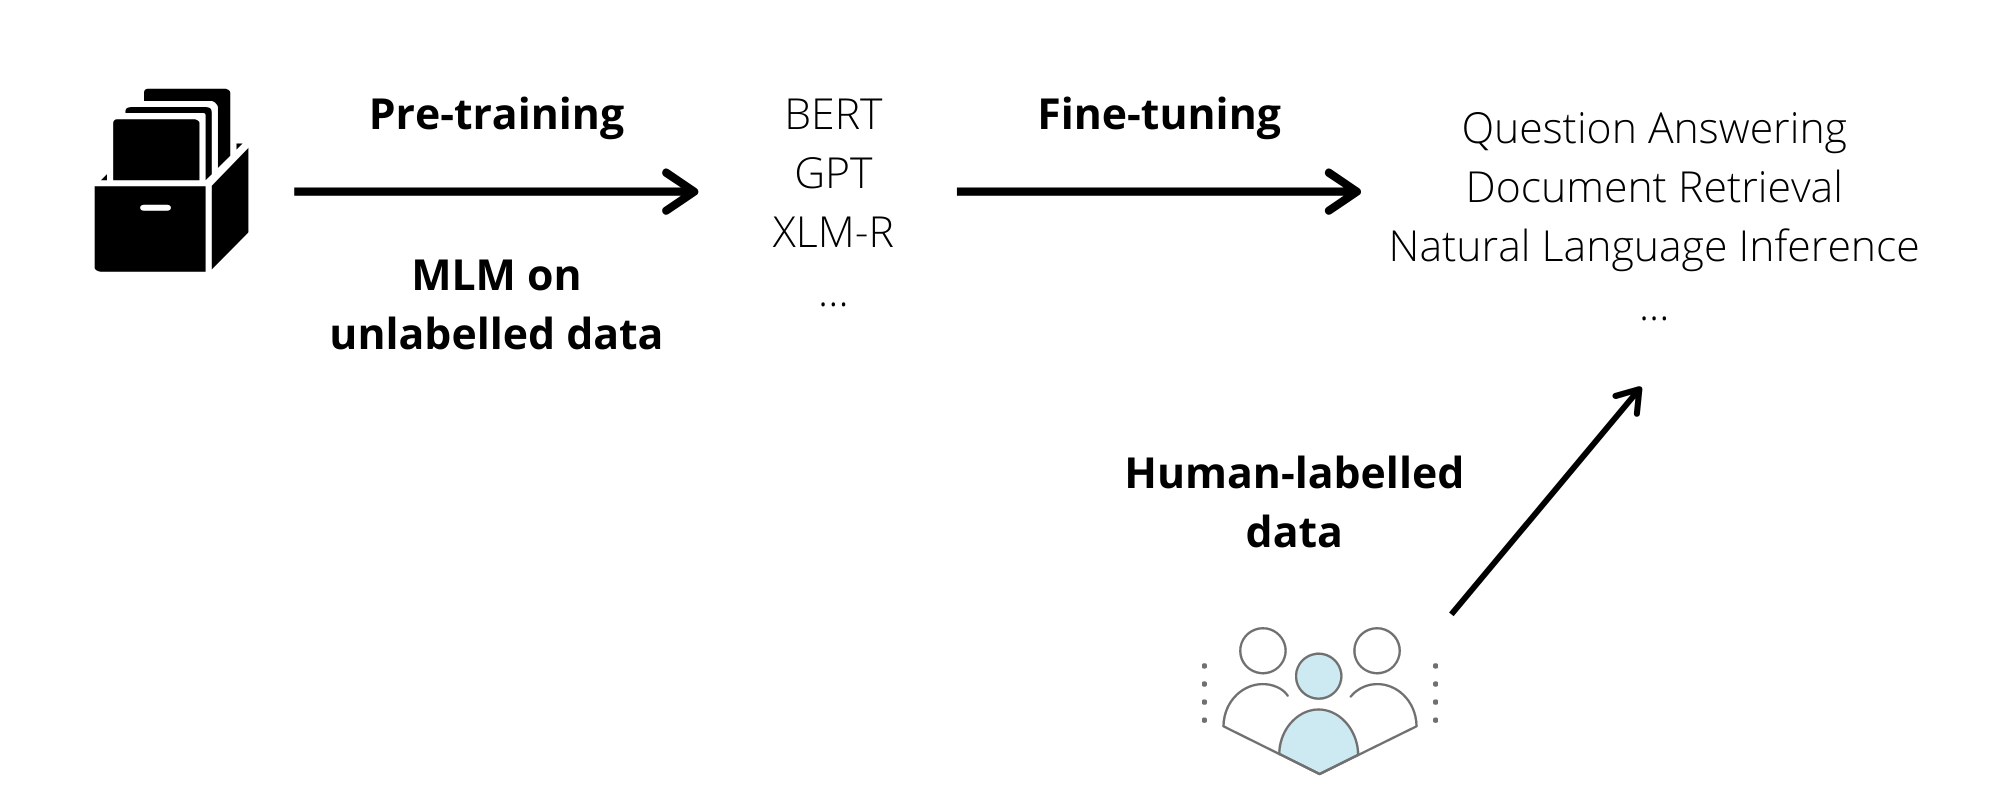 Pre-training
MLM on
unlabelled data
BERT
GPT
XLM-R
...
Fine-tuning
Question Answering
Document Retrieval
Natural Language Inference
...
Human-labelled
data